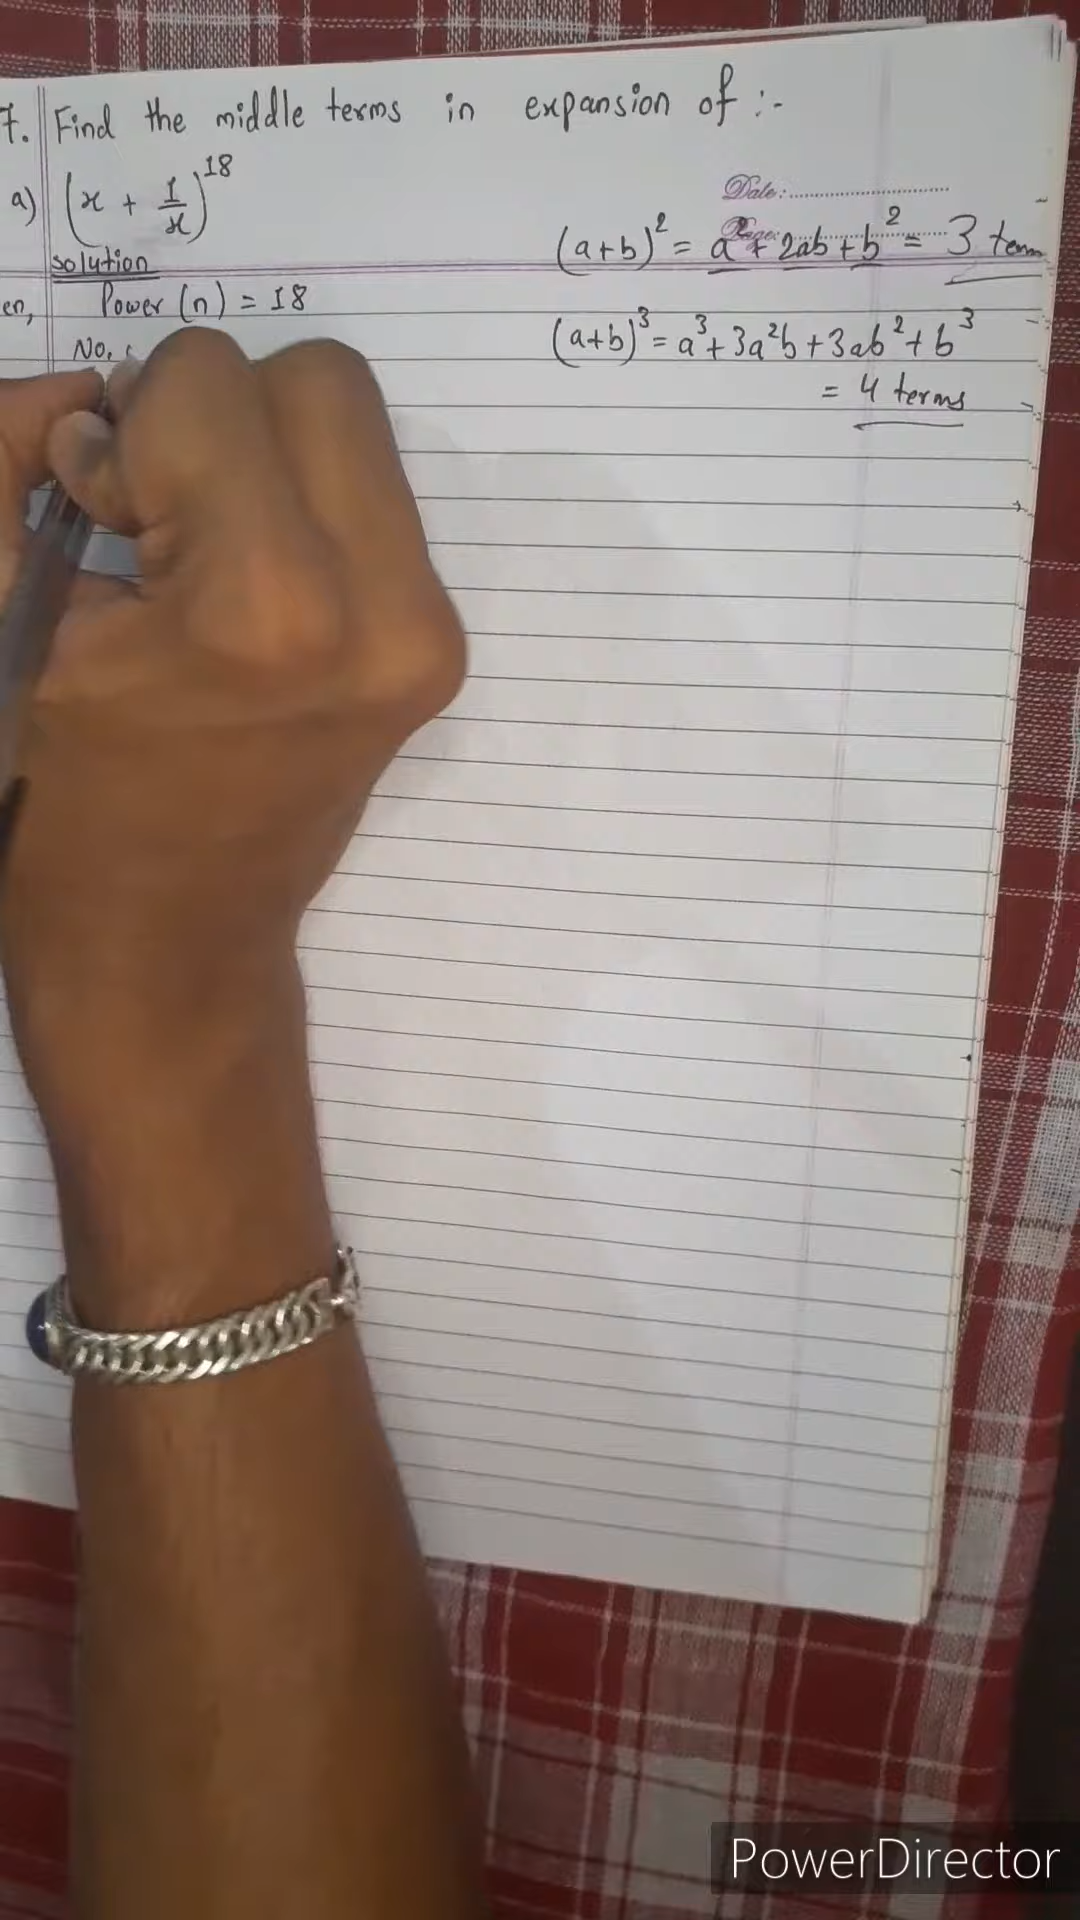 7. Find the middle terms in expansion of :-
a) (x + 1/x)^18
solution
Power (n) = 18
No.
Date:
(a+b)^2 = a^2 + 2ab + b^2 = 3 term
(a+b)^3 = a^3 + 3a^2b + 3ab^2 + b^3
= 4 terms
PowerDirector